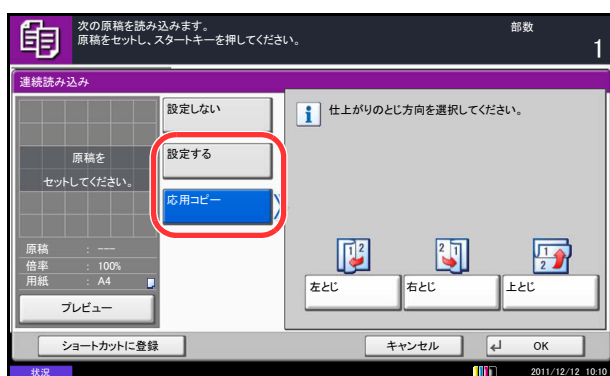 次の原稿を読み込みます。
原稿をセットし、スタートキーを押してください。
部数
1
連続読み込み
原稿を
セットしてください。
原稿 : ---
倍率 : 100%
用紙 : A4
プレビュー
設定しない
設定する
応用コピー
i 仕上がりのとじ方向を選択してください。
1 2
2 1
1
2
左とじ
右とじ
上とじ
ショートカットに登録
キャンセル
OK
状況
2011/12/12 10:10